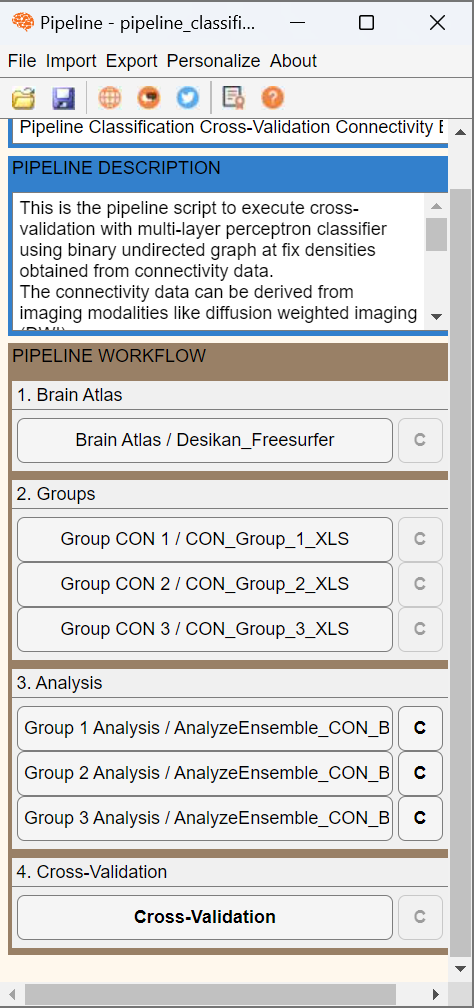 Pipeline - pipeline_classifi...
File Import Export Personalize About
Pipeline Classification Cross-Validation Connectivity
PIPELINE DESCRIPTION
This is the pipeline script to execute cross-
validation with multi-layer perceptron classifier
using binary undirected graph at fix densities
obtained from connectivity data.
The connectivity data can be derived from
imaging modalities like diffusion weighted imaging
PIPELINE WORKFLOW
1. Brain Atlas
Brain Atlas / Desikan_Freesurfer C
2. Groups
Group CON 1 / CON_Group_1_XLS C
Group CON 2 / CON_Group_2_XLS C
Group CON 3 / CON_Group_3_XLS C
3. Analysis
Group 1 Analysis / AnalyzeEnsemble_CON_B C
Group 2 Analysis / AnalyzeEnsemble_CON_B C
Group 3 Analysis / AnalyzeEnsemble_CON_B C
4. Cross-Validation
Cross-Validation C